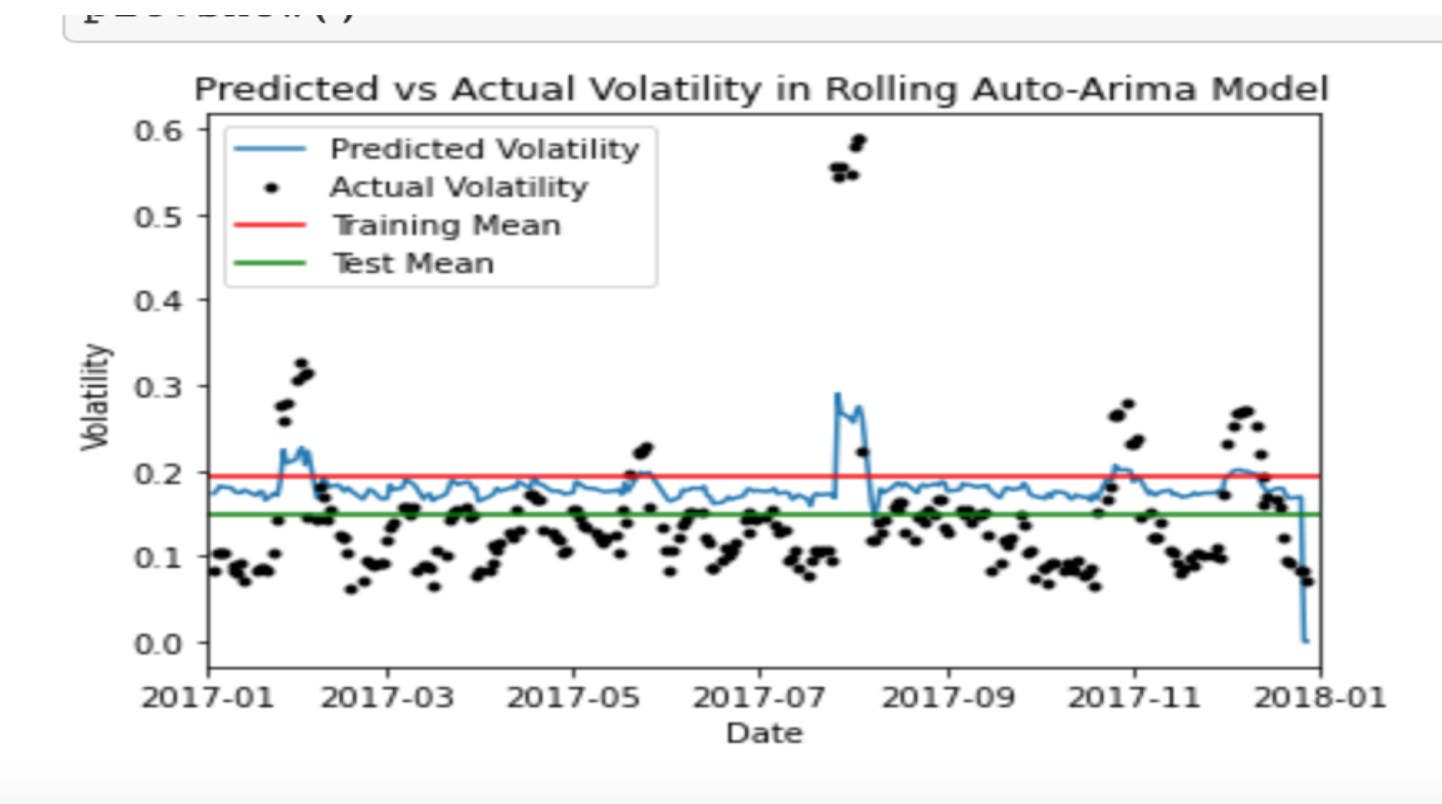 Predicted vs Actual Volatility in Rolling Auto-Arima Model
Predicted Volatility
Actual Volatility
Training Mean
Test Mean
0.6
0.5
0.4
0.3
0.2
0.1
0.0
Volatility
2017-01 2017-03 2017-05 2017-07 2017-09 2017-11 2018-01
Date